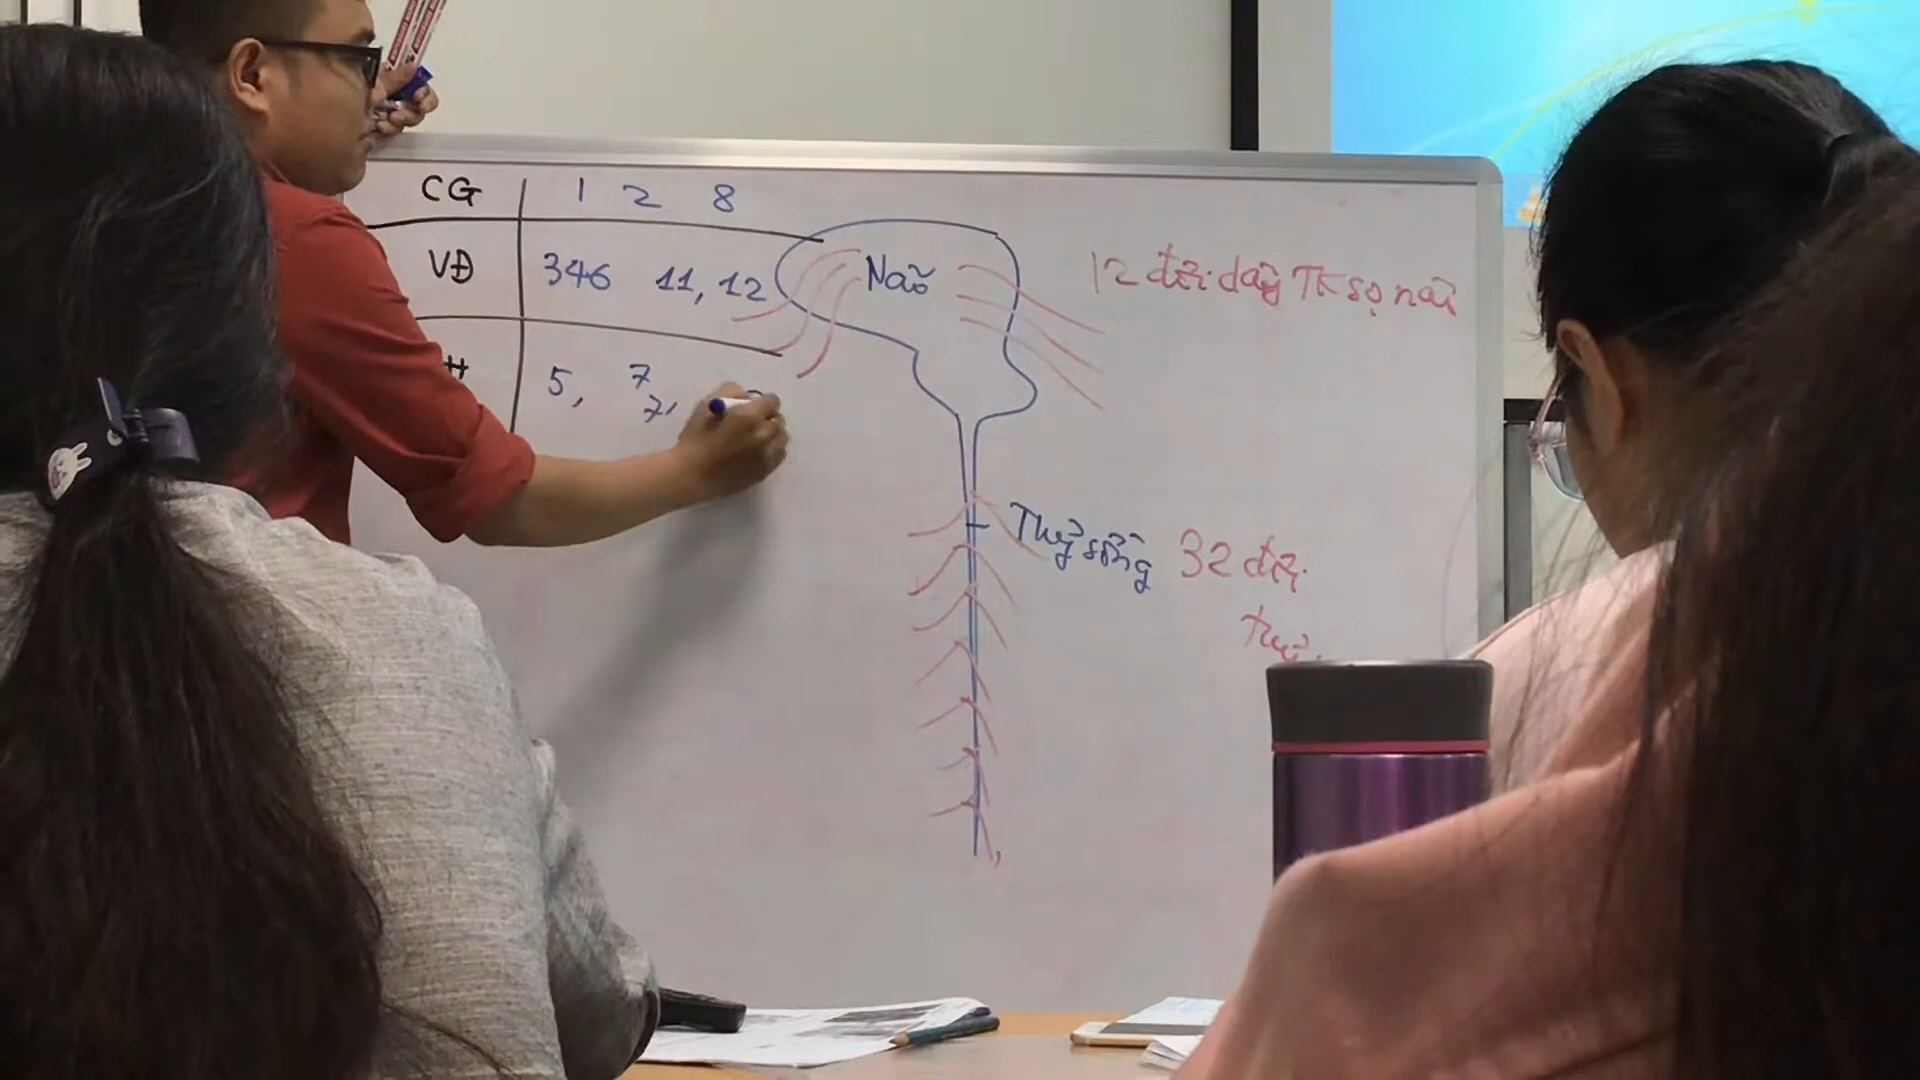 CG 1 2 8
VĐ 346 11, 12
5, 7
7,
Não
12 đôi dây TK sọ não
Tủy sống 32 đôi